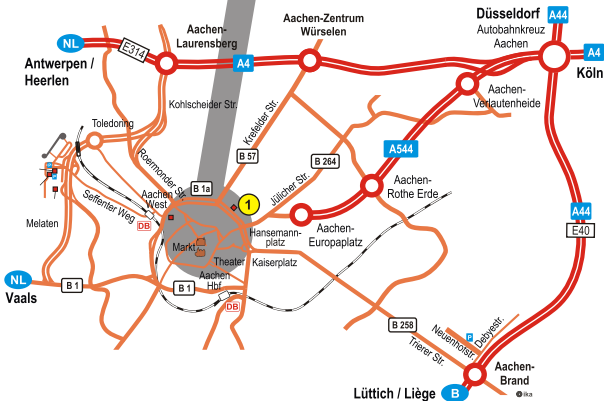 Düsseldorf
A44
Aachen-Zentrum
Würselen
Autobahnkreuz
Aachen
NL
E314
Aachen-
Laurensberg
A4
A4
Köln
Antwerpen /
Heerlen
Aachen-
Verlautenheide
Kohlscheider Str.
Krefelder Str.
Toledoring
A544
Roermonder Str.
B 57
B 264
Jülicher Str.
Aachen-
Rothe Erde
B 1a
Seffenter Weg
Aachen
West
1
A44
E40
DB
Melaten
Hansemann-
platz
Aachen-
Europaplatz
Markt
Theater
Kaiserplatz
NL
Vaals
B 1
B 1
Aachen
Hbf
DB
B 258
Trierer Str.
Neuenhofstr.
Debyestr.
P
Aachen-
Brand
Lüttich / Liège
B
ilka